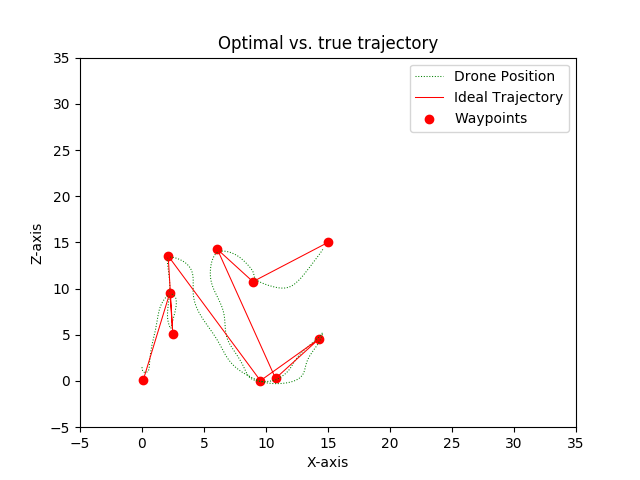 Optimal vs. true trajectory
Drone Position
Ideal Trajectory
Waypoints
Z-axis
35
30
25
20
15
10
5
0
−5
−5 0 5 10 15 20 25 30 35
X-axis